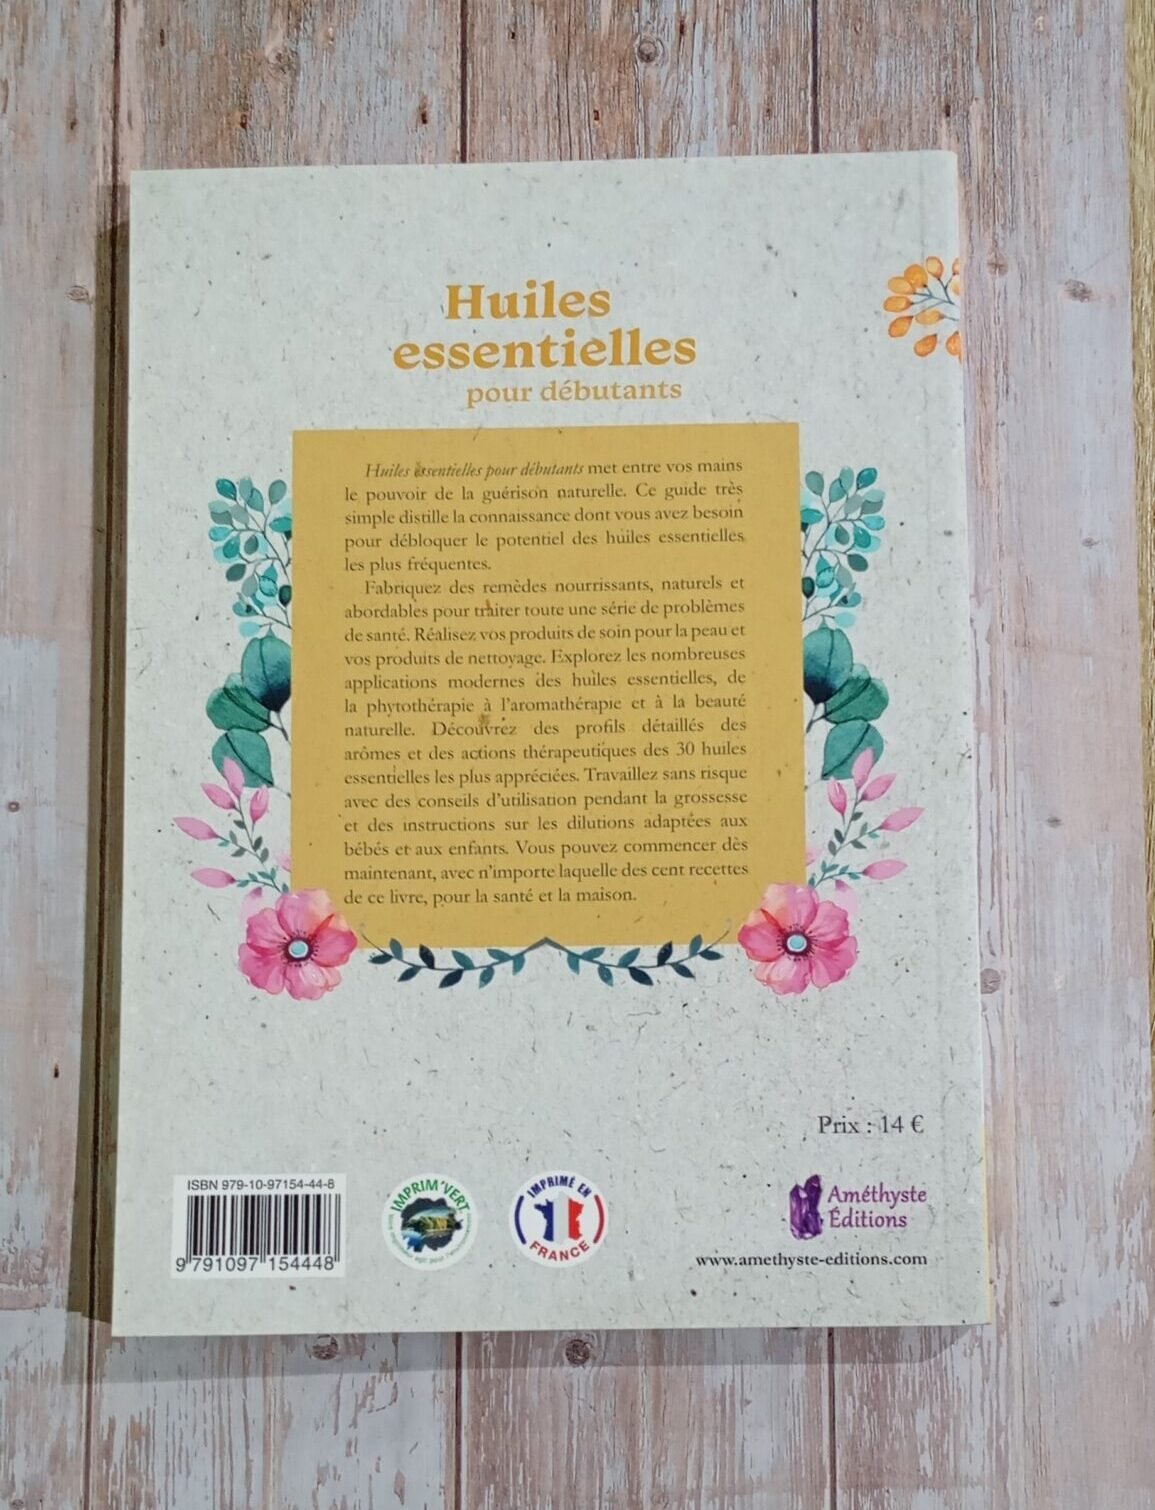 Huiles
essentielles
pour débutants
Huiles essentielles pour débutants met entre vos mains
le pouvoir de la guérison naturelle. Ce guide très
simple distille la connaissance dont vous avez besoin
pour débloquer le potentiel des huiles essentielles
les plus fréquentes.
Fabriquez des remèdes nourrissants, naturels et
abordables pour traiter toute une série de problèmes
de santé. Réalisez vos produits de soin pour la peau et
vos produits de nettoyage. Explorez les nombreuses
applications modernes des huiles essentielles, de
la phytothérapie à l'aromathérapie et à la beauté
naturelle. Découvrez des profils détaillés des
arômes et des actions thérapeutiques des 30 huiles
essentielles les plus appréciées. Travaillez sans risque
avec des conseils d'utilisation pendant la grossesse
et des instructions sur les dilutions adaptées aux
bébés et aux enfants. Vous pouvez commencer dès
maintenant, avec n'importe laquelle des cent recettes
de ce livre, pour la santé et la maison.
Prix : 14 €
ISBN 979-10-97154-44-8
9 791097 154448
IMPRIM'VERT
IMPRIMÉ EN
FRANCE
Améthyste
Éditions
www.amethyste-editions.com